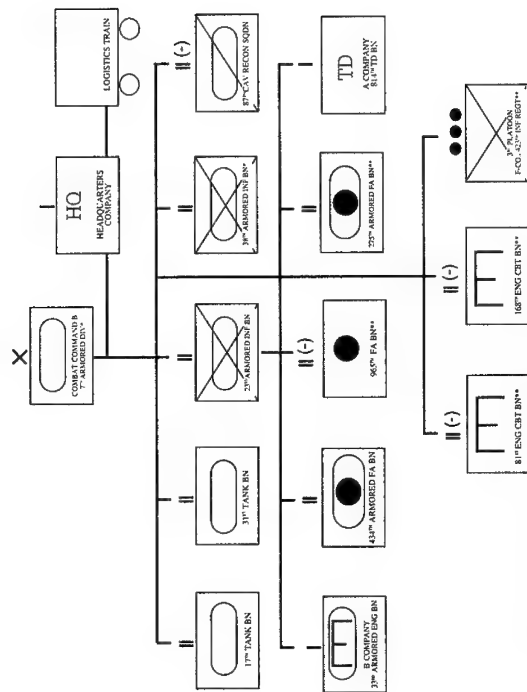 COMBAT COMMAND B
7TH ARMORED DIV*
HQ
HEADQUARTERS
COMPANY
LOGISTICS TRAIN
17TH TANK BN
31ST TANK BN
23RD ARMORED INF BN
38TH ARMORED INF BN*
(-)
87TH CAV RECON SQDN
E
B COMPANY
33RD ARMORED ENG BN
434TH ARMORED FA BN
(-)
965TH FA BN**
275TH ARMORED FA BN**
TD
A COMPANY
814TH TD BN
(-)
E
81ST ENG CBT BN**
(-)
E
168TH ENG CBT BN**
3RD PLATOON
F-CO, 423RD INF REGT**